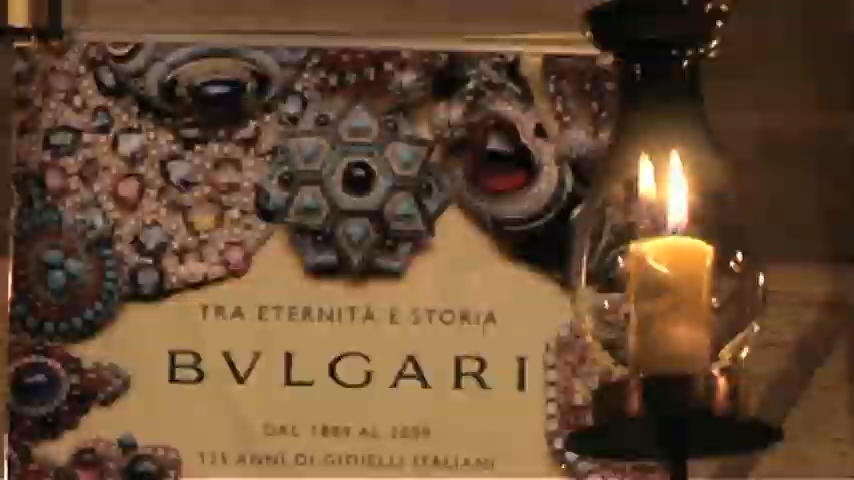 TRA ETERNITÀ E STORIA
BVLGARI
DAL 1884 AL 2009
125 ANNI DI GIOIELLI ITALIANI